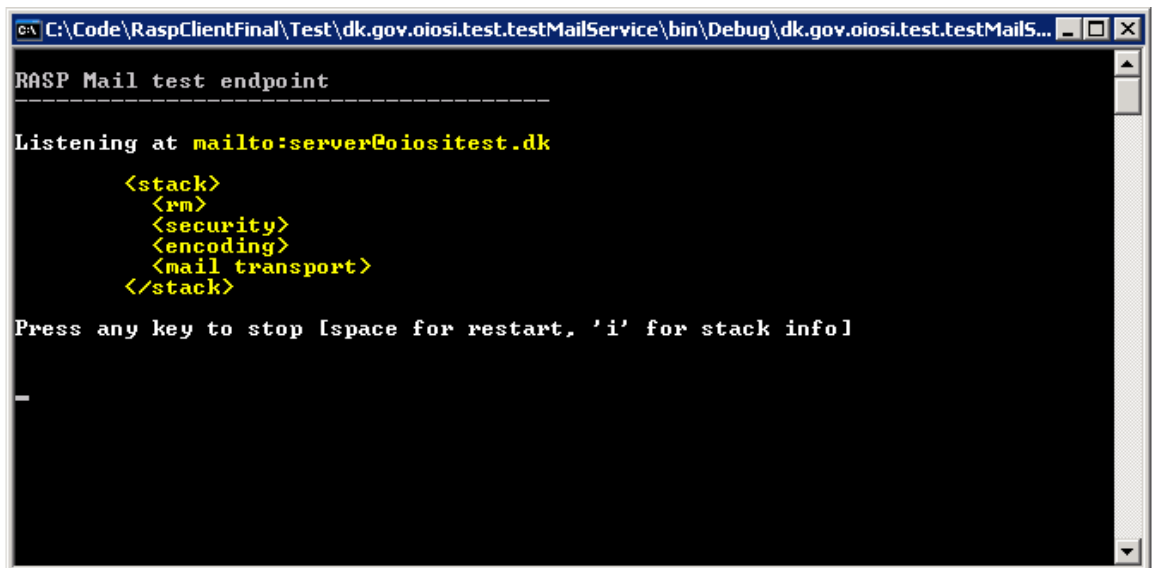 C:\Code\RaspClientFinal\Test\dk.gov.oiosi.test.testMailService\bin\Debug\dk.gov.oiosi.test.testMailS...
RASP Mail test endpoint
---------------------------------------
Listening at mailto:server@oiositest.dk
<stack>
<rm>
<security>
<encoding>
<mail transport>
</stack>
Press any key to stop [space for restart, 'i' for stack info]